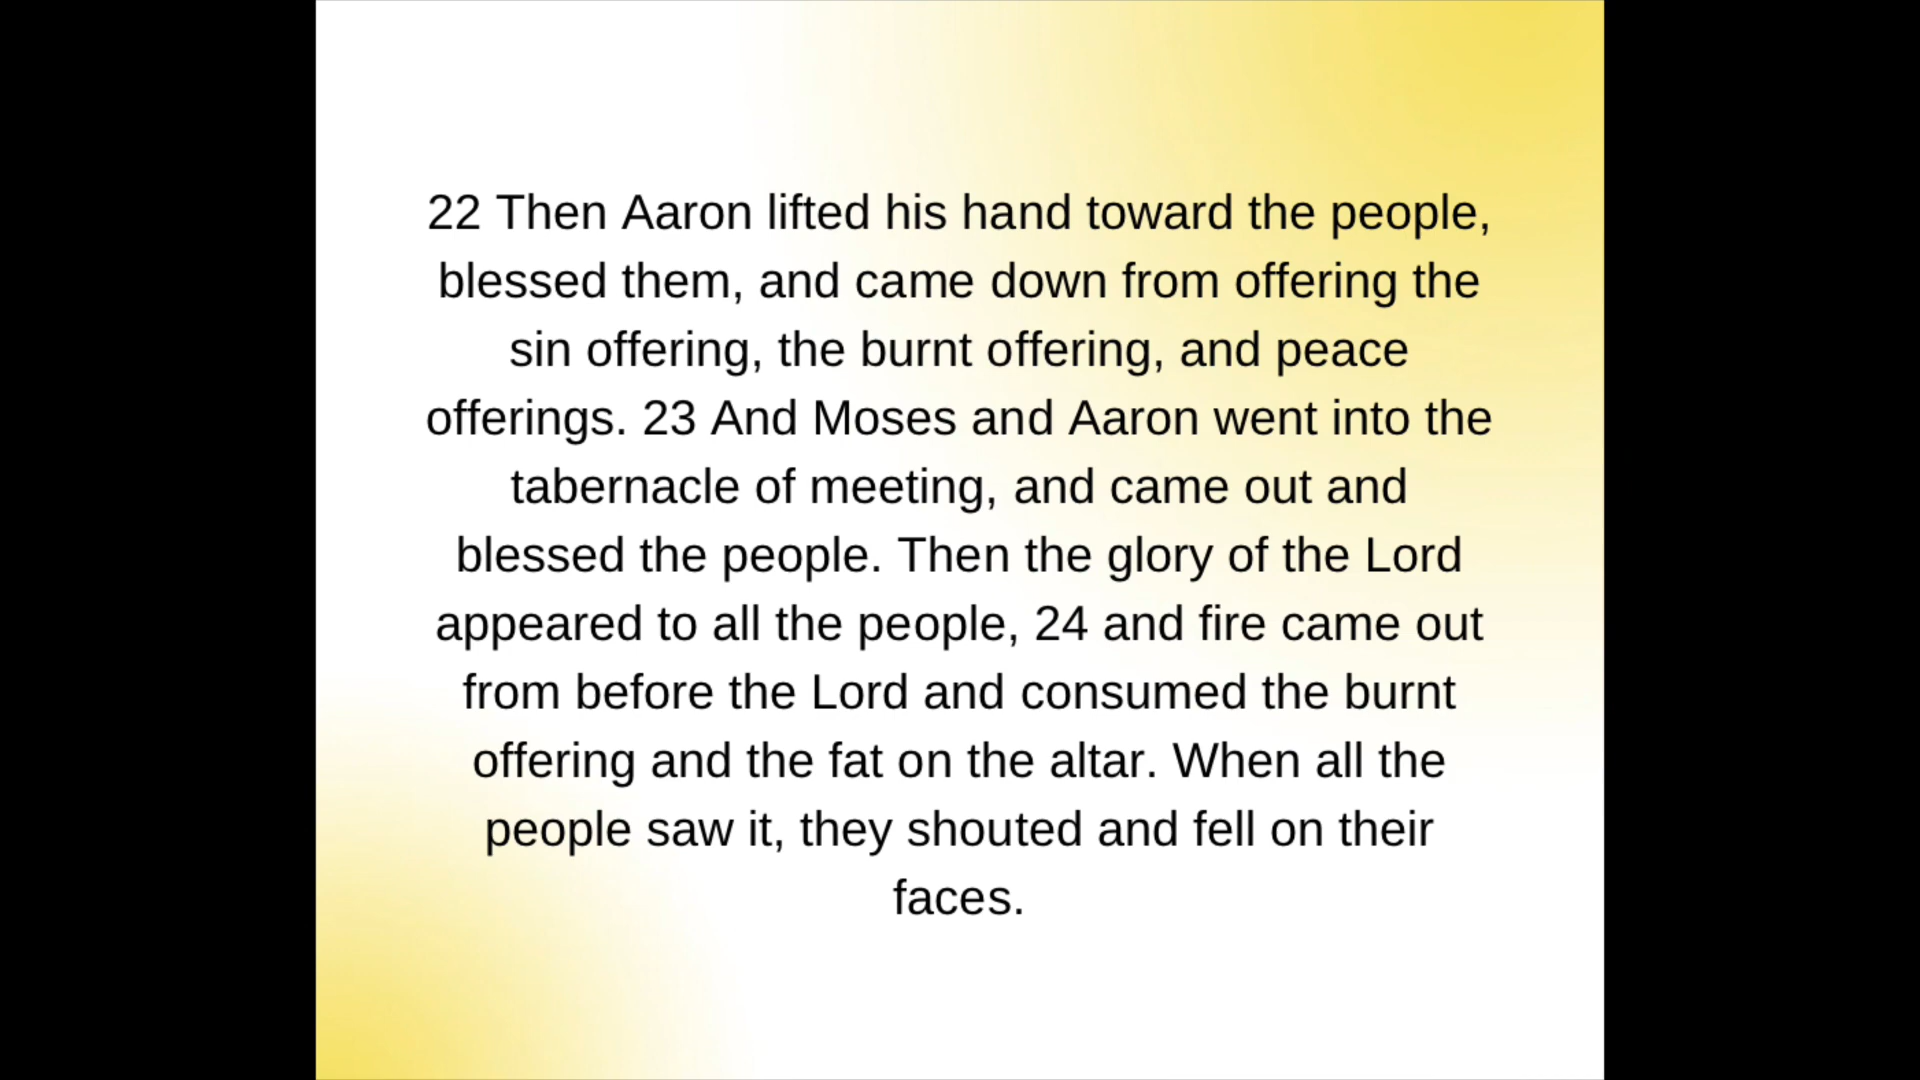 22 Then Aaron lifted his hand toward the people,
blessed them, and came down from offering the
sin offering, the burnt offering, and peace
offerings. 23 And Moses and Aaron went into the
tabernacle of meeting, and came out and
blessed the people. Then the glory of the Lord
appeared to all the people, 24 and fire came out
from before the Lord and consumed the burnt
offering and the fat on the altar. When all the
people saw it, they shouted and fell on their
faces.